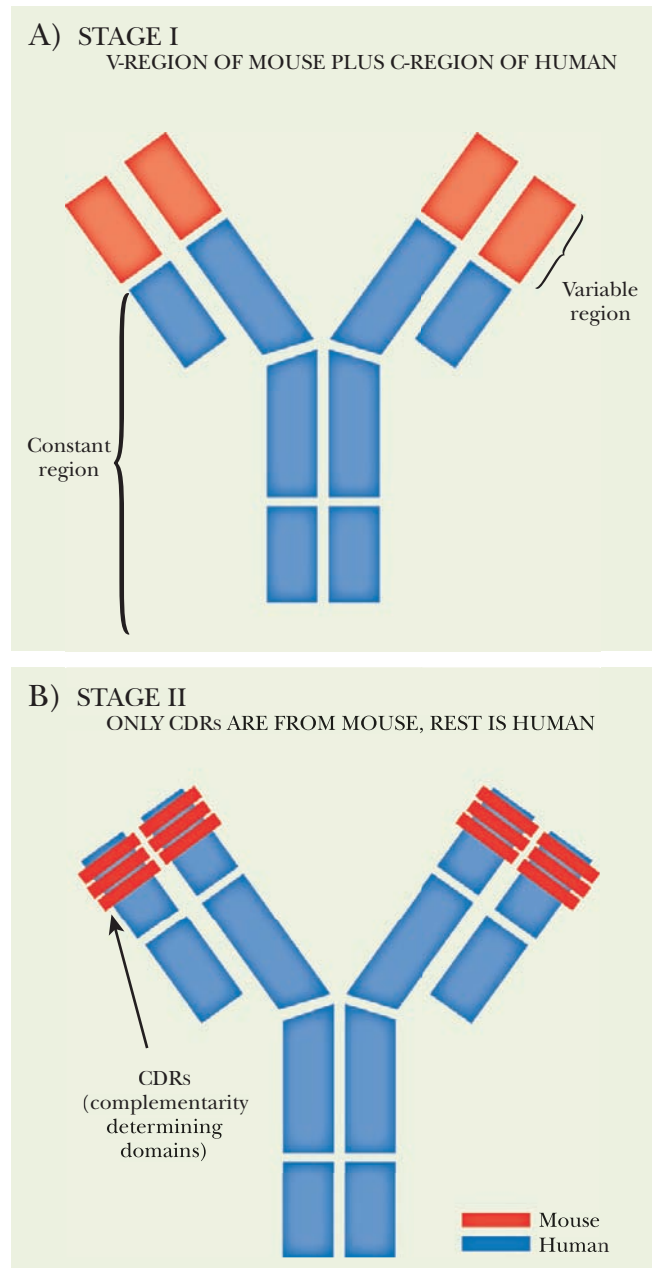 A) STAGE I
V-REGION OF MOUSE PLUS C-REGION OF HUMAN
Variable
region
Constant
region
B) STAGE II
ONLY CDRs ARE FROM MOUSE, REST IS HUMAN
CDRs
(complementarity
determining
domains)
Mouse
Human